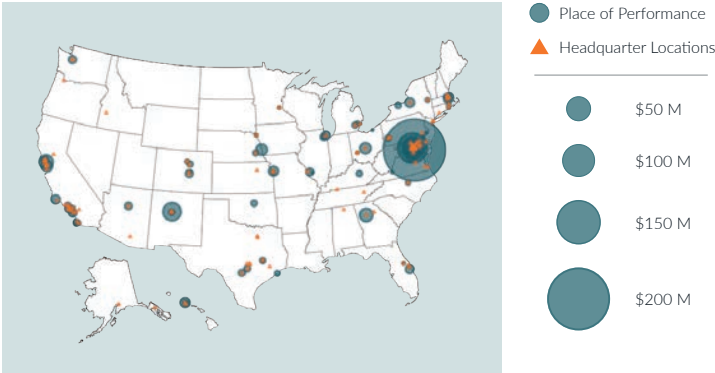 Place of Performance
Headquarter Locations
$50 M
$100 M
$150 M
$200 M